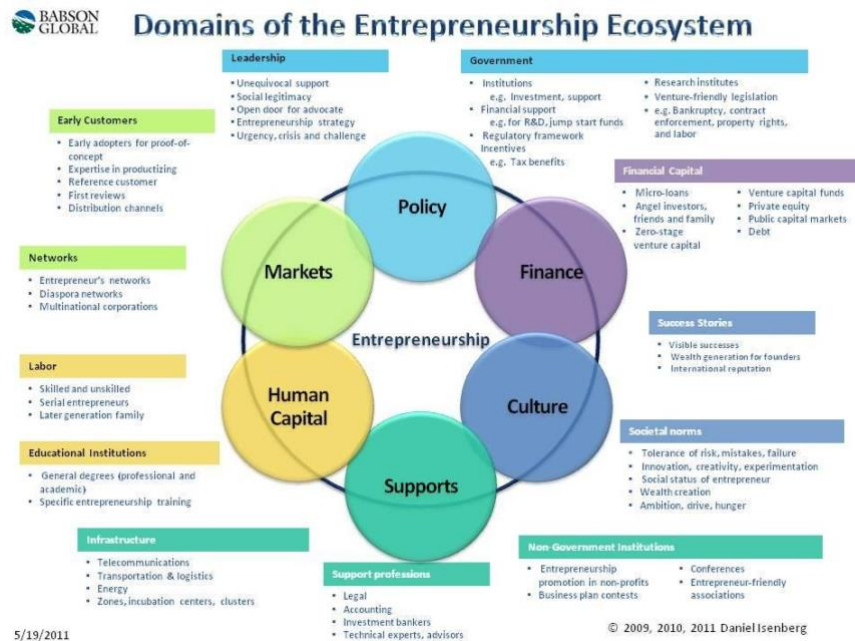 BABSON
GLOBAL
Domains of the Entrepreneurship Ecosystem
Leadership
• Unequivocal support
• Social legitimacy
• Open door for advocate
• Entrepreneurship strategy
• Urgency, crisis and challenge
Government
• Institutions
e.g. Investment, support
• Financial support
e.g. for R&D, jump start funds
• Regulatory framework
Incentives
e.g. Tax benefits
• Research institutes
• Venture-friendly legislation
• e.g. Bankruptcy, contract
enforcement, property rights,
and labor
Early Customers
• Early adopters for proof-of-
concept
• Expertise in productizing
• Reference customer
• First reviews
• Distribution channels
Financial Capital
• Micro-loans
• Angel investors,
friends and family
• Zero-stage
venture capital
• Venture capital funds
• Private equity
• Public capital markets
• Debt
Networks
• Entrepreneur's networks
• Diaspora networks
• Multinational corporations
Policy
Markets
Finance
Entrepreneurship
Human
Capital
Culture
Supports
Success Stories
• Visible successes
• Wealth generation for founders
• International reputation
Labor
• Skilled and unskilled
• Serial entrepreneurs
• Later generation family
Societal norms
• Tolerance of risk, mistakes, failure
• Innovation, creativity, experimentation
• Social status of entrepreneur
• Wealth creation
• Ambition, drive, hunger
Educational Institutions
• General degrees (professional and
academic)
• Specific entrepreneurship training
Infrastructure
• Telecommunications
• Transportation & logistics
• Energy
• Zones, incubation centers, clusters
Support professions
• Legal
• Accounting
• Investment bankers
• Technical experts, advisors
Non-Government Institutions
• Entrepreneurship
promotion in non-profits
• Business plan contests
• Conferences
• Entrepreneur-friendly
associations
5/19/2011
© 2009, 2010, 2011 Daniel Isenberg